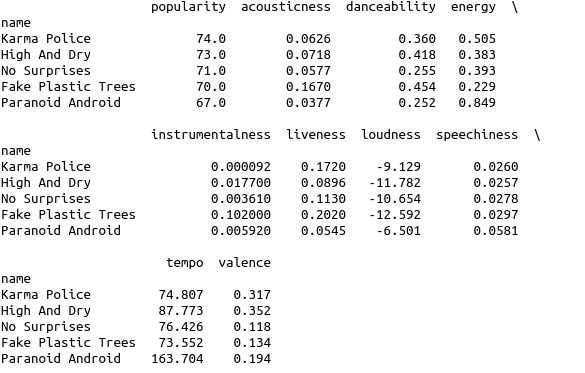 popularity  acousticness  danceability  energy  \
name
Karma Police              74.0        0.0626         0.360   0.505
High And Dry              73.0        0.0718         0.418   0.383
No Surprises              71.0        0.0577         0.255   0.393
Fake Plastic Trees        70.0        0.1670         0.454   0.229
Paranoid Android          67.0        0.0377         0.252   0.849

                    instrumentalness  liveness  loudness  speechiness  \
name
Karma Police                0.000092    0.1720    -9.129       0.0260
High And Dry                0.017700    0.0896   -11.782       0.0257
No Surprises                0.003610    0.1130   -10.654       0.0278
Fake Plastic Trees          0.102000    0.2020   -12.592       0.0297
Paranoid Android            0.005920    0.0545    -6.501       0.0581

                      tempo  valence
name
Karma Police         74.807    0.317
High And Dry         87.773    0.352
No Surprises         76.426    0.118
Fake Plastic Trees   73.552    0.134
Paranoid Android    163.704    0.194